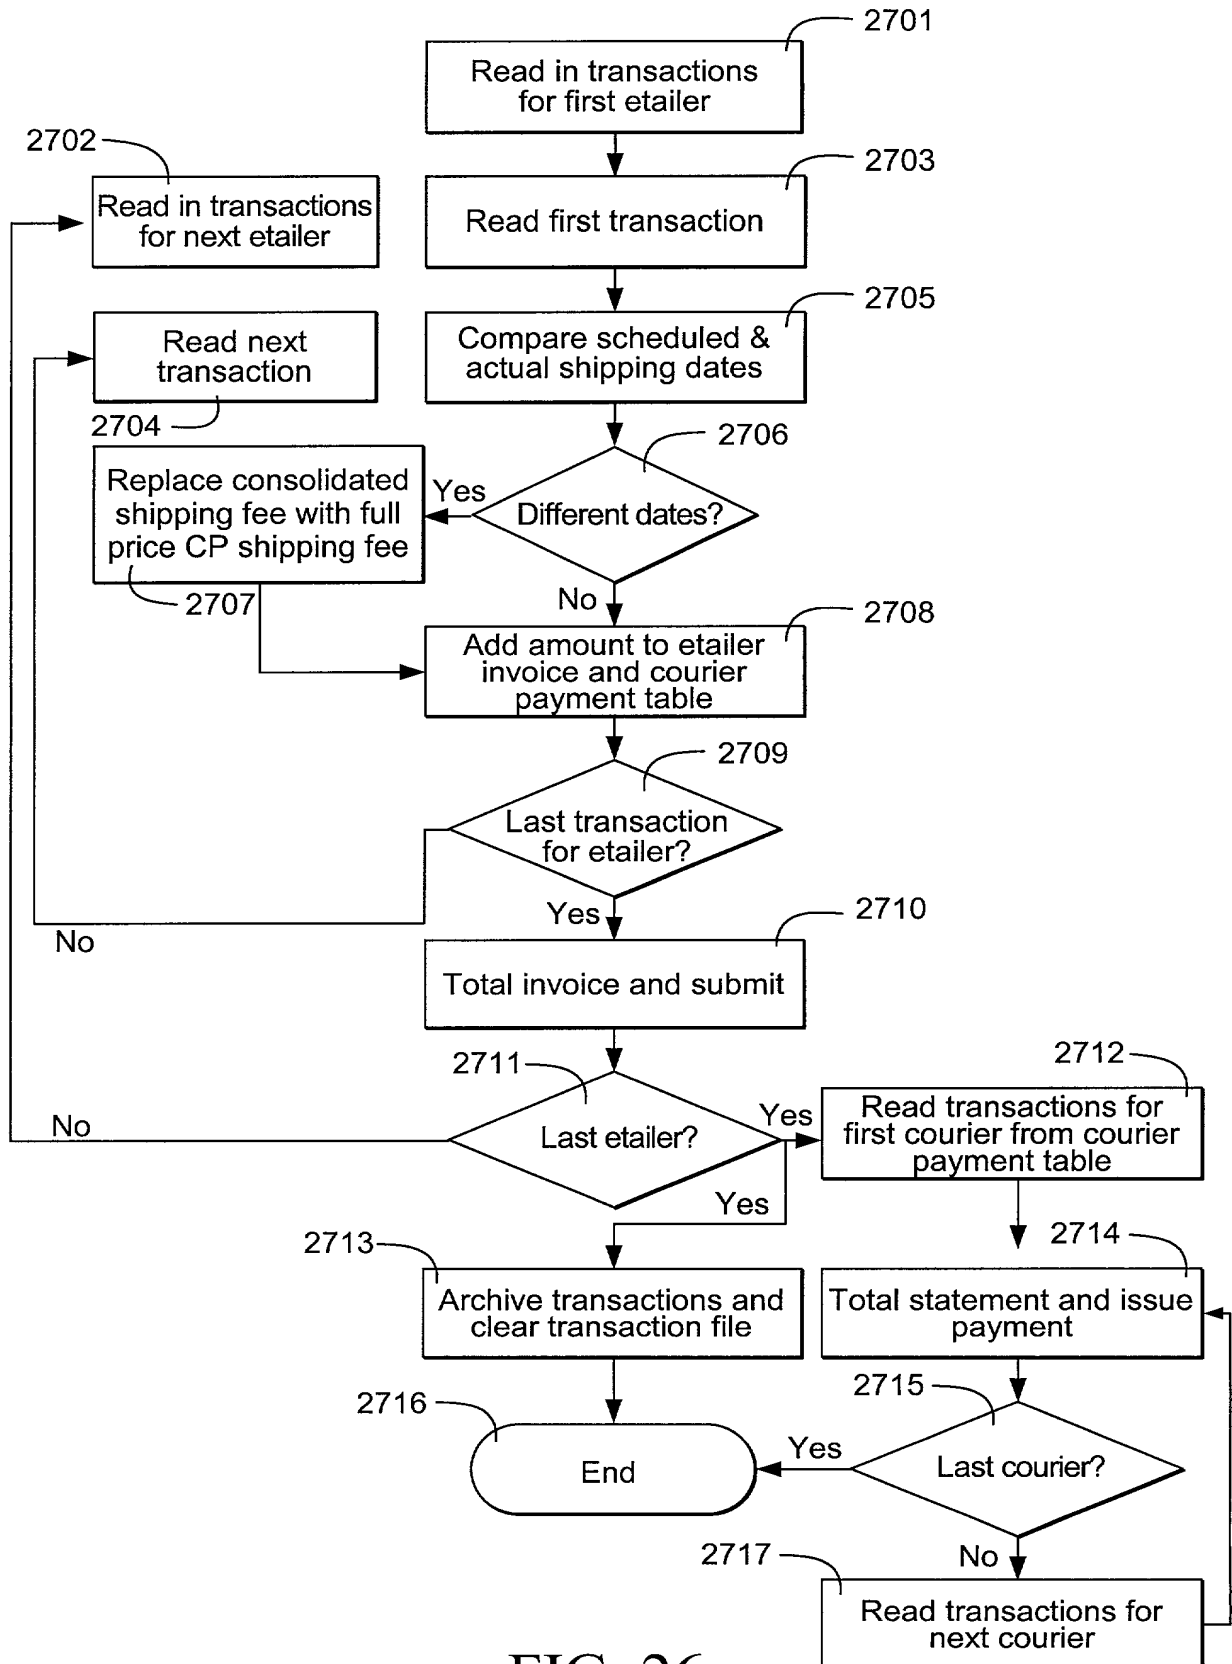 2701
Read in transactions
for first etailer
2702
Read in transactions
for next etailer
2703
Read first transaction
2705
Compare scheduled &
actual shipping dates
Read next
transaction
2704
2706
Different dates?
Yes
Replace consolidated
shipping fee with full
price CP shipping fee
2707
No
2708
Add amount to etailer
invoice and courier
payment table
2709
Last transaction
for etailer?
No
Yes
2710
Total invoice and submit
2711
Last etailer?
No
Yes
Yes
2712
Read transactions for
first courier from courier
payment table
2713
Archive transactions and
clear transaction file
2714
Total statement and issue
payment
2715
Last courier?
Yes
2716
End
No
2717
Read transactions for
next courier
FIG. 26